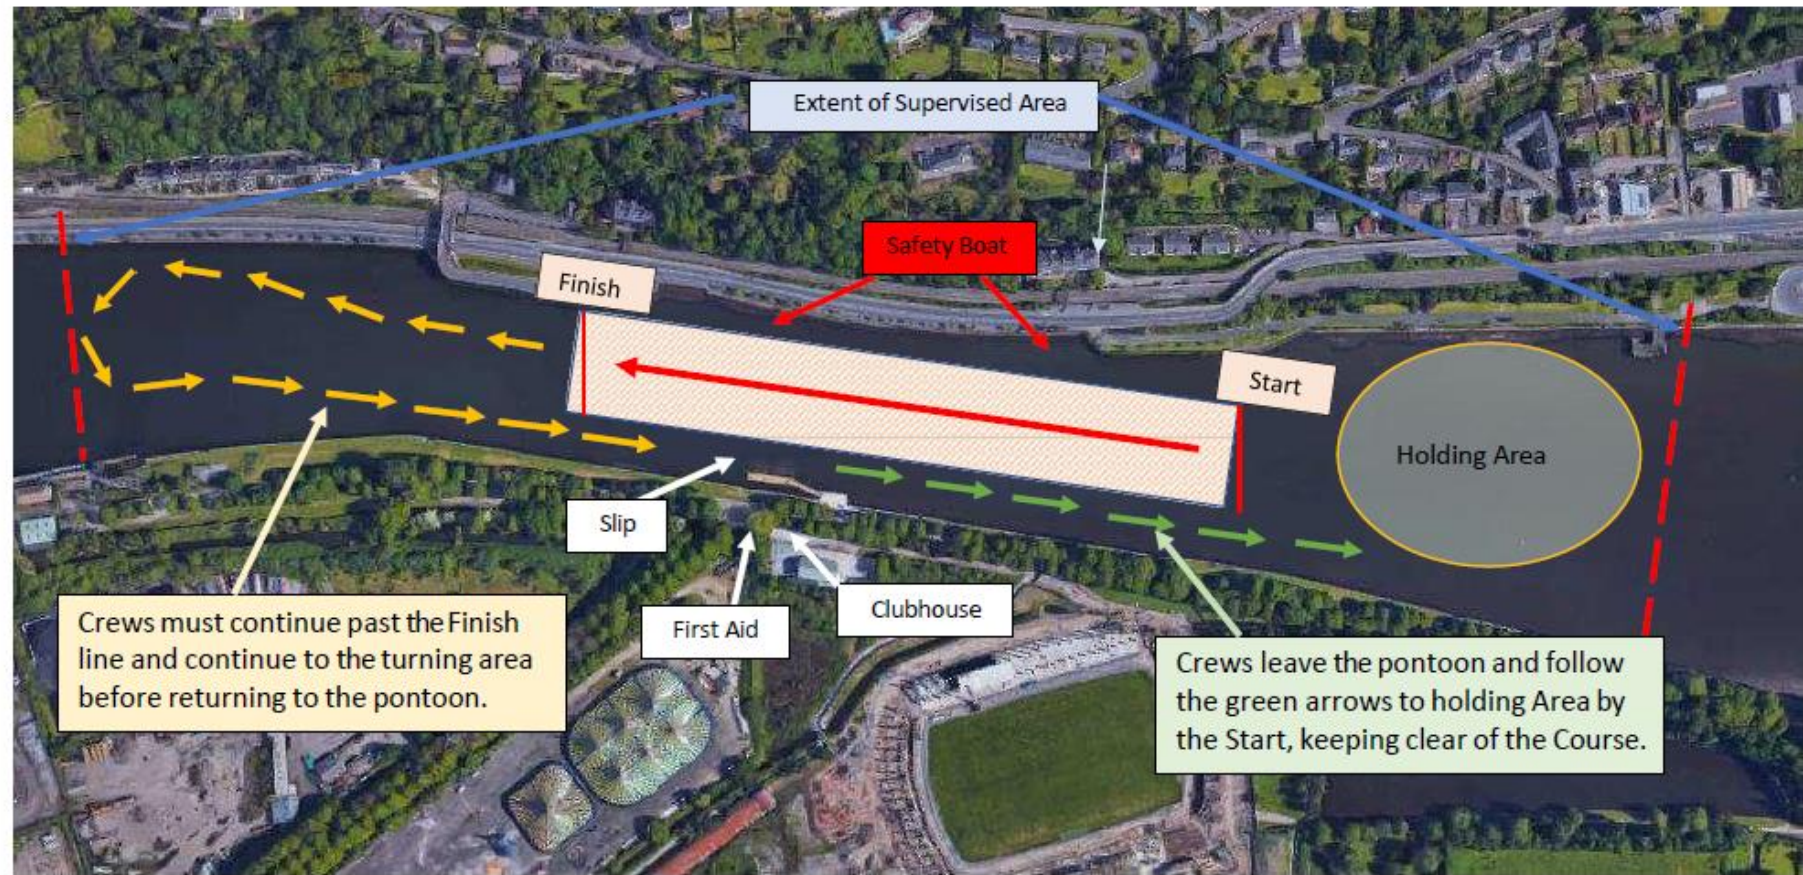 Extent of Supervised Area
Safety Boat
Finish
Start
Holding Area
Slip
First Aid
Clubhouse
Crews must continue past the Finish
line and continue to the turning area
before returning to the pontoon.
Crews leave the pontoon and follow
the green arrows to holding Area by
the Start, keeping clear of the Course.